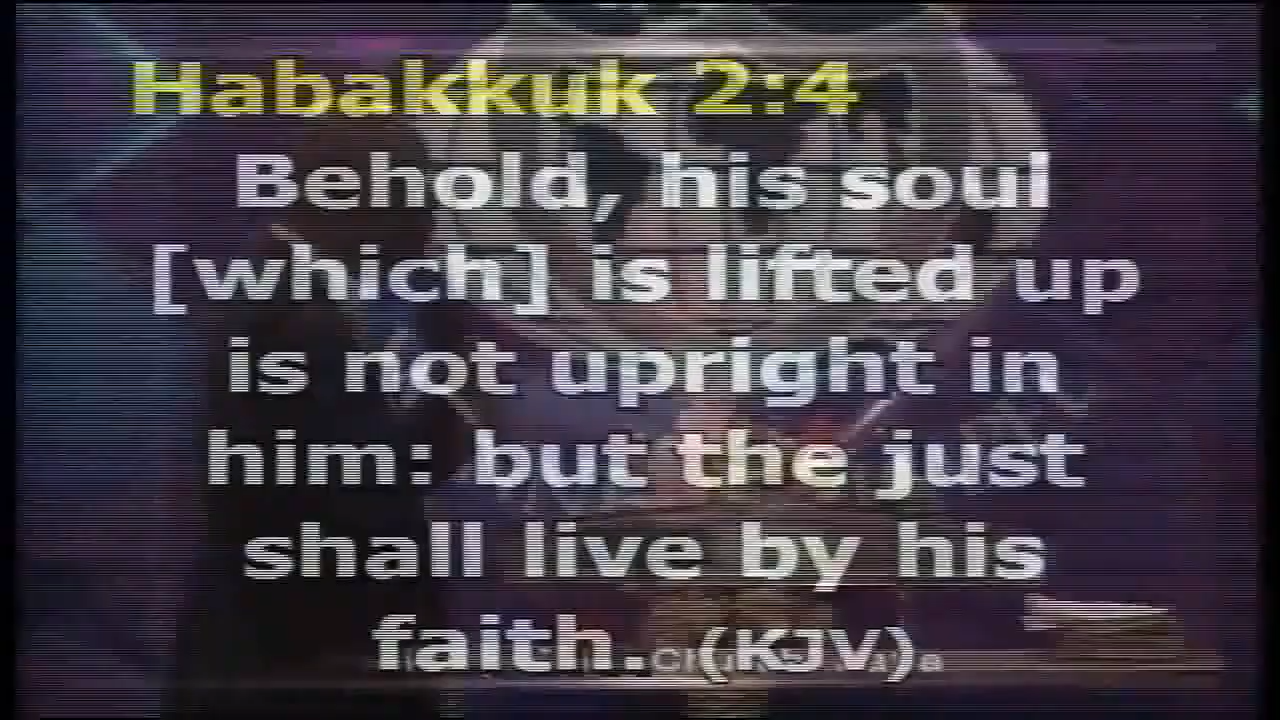 Habakkuk 2:4
Behold, his soul
[which] is lifted up
is not upright in
him: but the just
shall live by his
faith. (KJV)